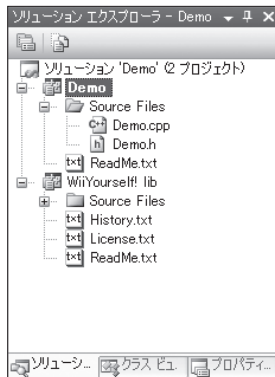 ソリューション エクスプローラ - Demo
ソリューション 'Demo' (2 プロジェクト)
Demo
Source Files
Demo.cpp
Demo.h
ReadMe.txt
WiiYourself! lib
Source Files
History.txt
License.txt
ReadMe.txt
ソリューシ... クラス ビュ... プロパティ...